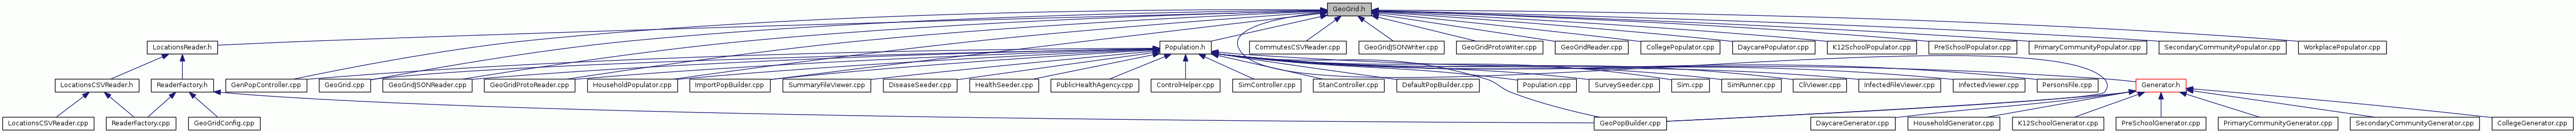 GeoGrid.h
LocationsReader.h
Population.h
CommutesCSVReader.cpp
GeoGridJSONWriter.cpp
GeoGridProtoWriter.cpp
GeoGridReader.cpp
CollegePopulator.cpp
DaycarePopulator.cpp
K12SchoolPopulator.cpp
PreSchoolPopulator.cpp
PrimaryCommunityPopulator.cpp
SecondaryCommunityPopulator.cpp
WorkplacePopulator.cpp
LocationsCSVReader.h
ReaderFactory.h
GenPopController.cpp
GeoGrid.cpp
GeoGridJSONReader.cpp
GeoGridProtoReader.cpp
HouseholdPopulator.cpp
ImportPopBuilder.cpp
SummaryFileViewer.cpp
DiseaseSeeder.cpp
HealthSeeder.cpp
PublicHealthAgency.cpp
ControlHelper.cpp
SimController.cpp
StanController.cpp
DefaultPopBuilder.cpp
Population.cpp
SurveySeeder.cpp
Sim.cpp
SimRunner.cpp
CliViewer.cpp
InfectedFileViewer.cpp
InfectedViewer.cpp
PersonsFile.cpp
Generator.h
LocationsCSVReader.cpp
ReaderFactory.cpp
GeoGridConfig.cpp
GeoPopBuilder.cpp
DaycareGenerator.cpp
HouseholdGenerator.cpp
K12SchoolGenerator.cpp
PreSchoolGenerator.cpp
PrimaryCommunityGenerator.cpp
SecondaryCommunityGenerator.cpp
CollegeGenerator.cpp